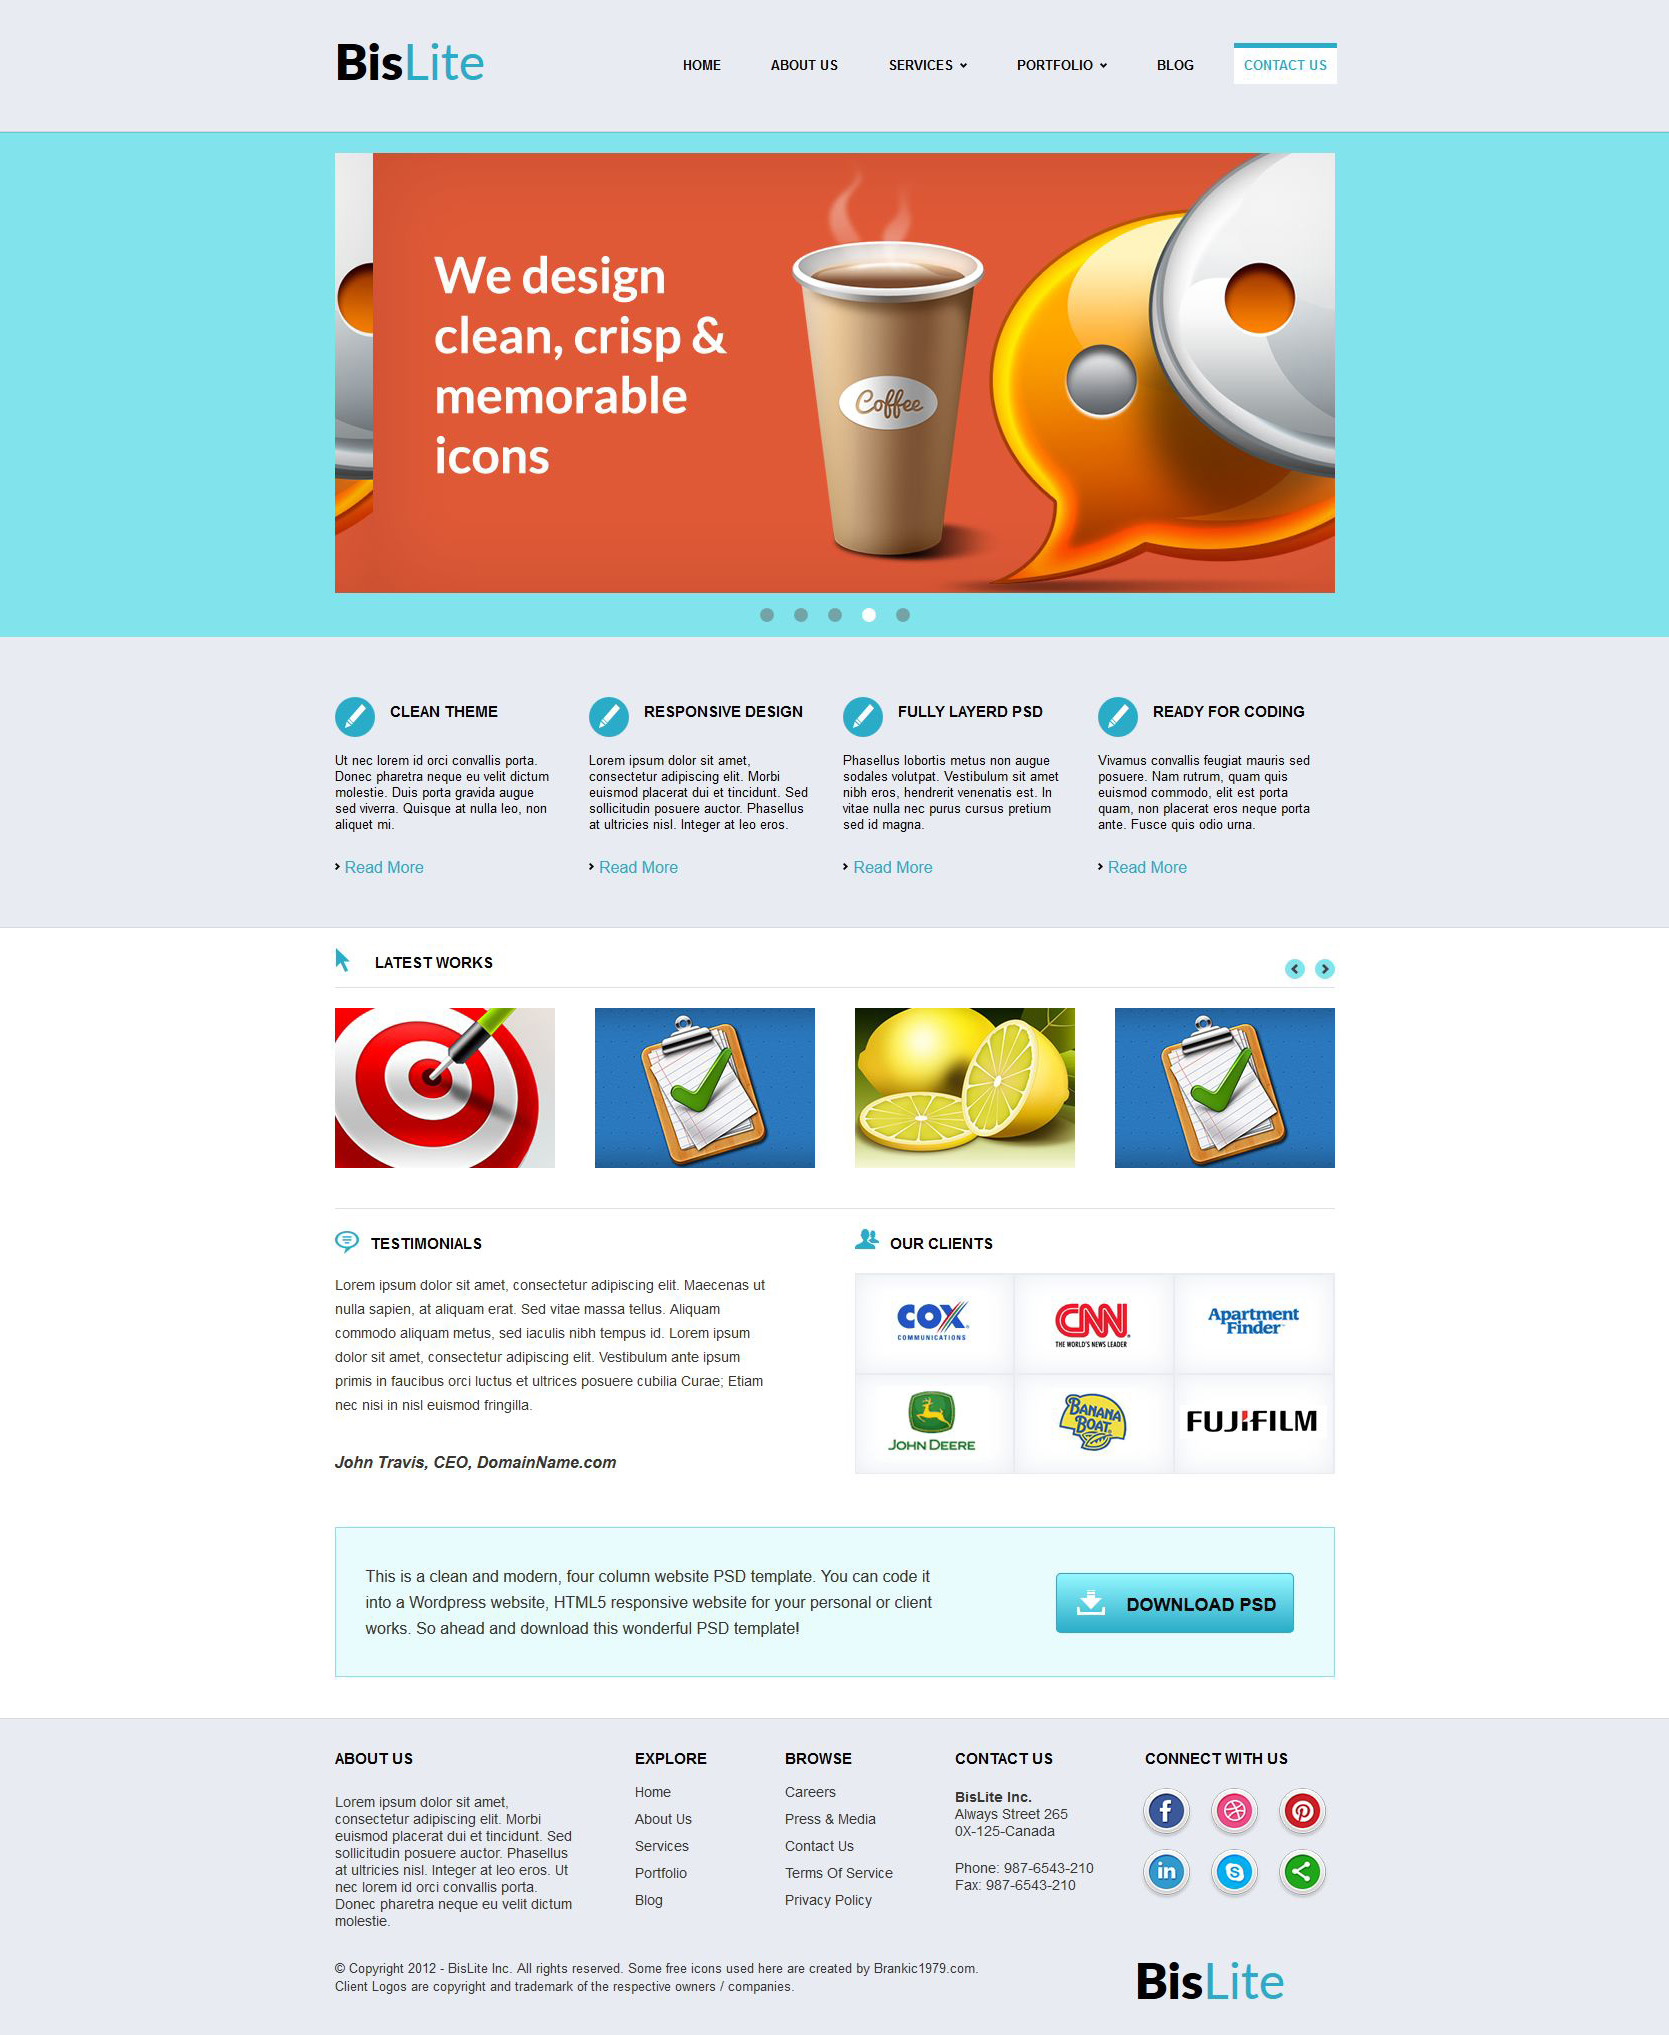 BisLite
HOME
ABOUT US
SERVICES
PORTFOLIO
BLOG
CONTACT US
We design
clean, crisp &
memorable
icons
Coffee
CLEAN THEME
Ut nec lorem id orci convallis porta.
Donec pharetra neque eu velit dictum
molestie. Duis porta gravida augue
sed viverra. Quisque at nulla leo, non
aliquet mi.
Read More
RESPONSIVE DESIGN
Lorem ipsum dolor sit amet,
consectetur adipiscing elit. Morbi
euismod placerat dui et tincidunt. Sed
sollicitudin posuere auctor. Phasellus
at ultricies nisl. Integer at leo eros.
Read More
FULLY LAYERD PSD
Phasellus lobortis metus non augue
sodales volutpat. Vestibulum sit amet
nibh eros, hendrerit venenatis est. In
vitae nulla nec purus cursus pretium
sed id magna.
Read More
READY FOR CODING
Vivamus convallis feugiat mauris sed
posuere. Nam rutrum, quam quis
euismod commodo, elit est porta
quam, non placerat eros neque porta
ante. Fusce quis odio urna.
Read More
LATEST WORKS
TESTIMONIALS
Lorem ipsum dolor sit amet, consectetur adipiscing elit. Maecenas ut
nulla sapien, at aliquam erat. Sed vitae massa tellus. Aliquam
commodo aliquam metus, sed iaculis nibh tempus id. Lorem ipsum
dolor sit amet, consectetur adipiscing elit. Vestibulum ante ipsum
primis in faucibus orci luctus et ultrices posuere cubilia Curae; Etiam
nec nisi in nisl euismod fringilla.
John Travis, CEO, DomainName.com
OUR CLIENTS
COX
COMMUNICATIONS
CNN
THE WORLD'S NEWS LEADER
Apartment
Finder
JOHN DEERE
BANANA
BOAT
FUJIFILM
This is a clean and modern, four column website PSD template. You can code it
into a Wordpress website, HTML5 responsive website for your personal or client
works. So ahead and download this wonderful PSD template!
DOWNLOAD PSD
ABOUT US
Lorem ipsum dolor sit amet,
consectetur adipiscing elit. Morbi
euismod placerat dui et tincidunt. Sed
sollicitudin posuere auctor. Phasellus
at ultricies nisl. Integer at leo eros. Ut
nec lorem id orci convallis porta.
Donec pharetra neque eu velit dictum
molestie.
EXPLORE
Home
About Us
Services
Portfolio
Blog
BROWSE
Careers
Press & Media
Contact Us
Terms Of Service
Privacy Policy
CONTACT US
BisLite Inc.
Always Street 265
0X-125-Canada
Phone: 987-6543-210
Fax: 987-6543-210
CONNECT WITH US
© Copyright 2012 - BisLite Inc. All rights reserved. Some free icons used here are created by Brankic1979.com.
Client Logos are copyright and trademark of the respective owners / companies.
BisLite